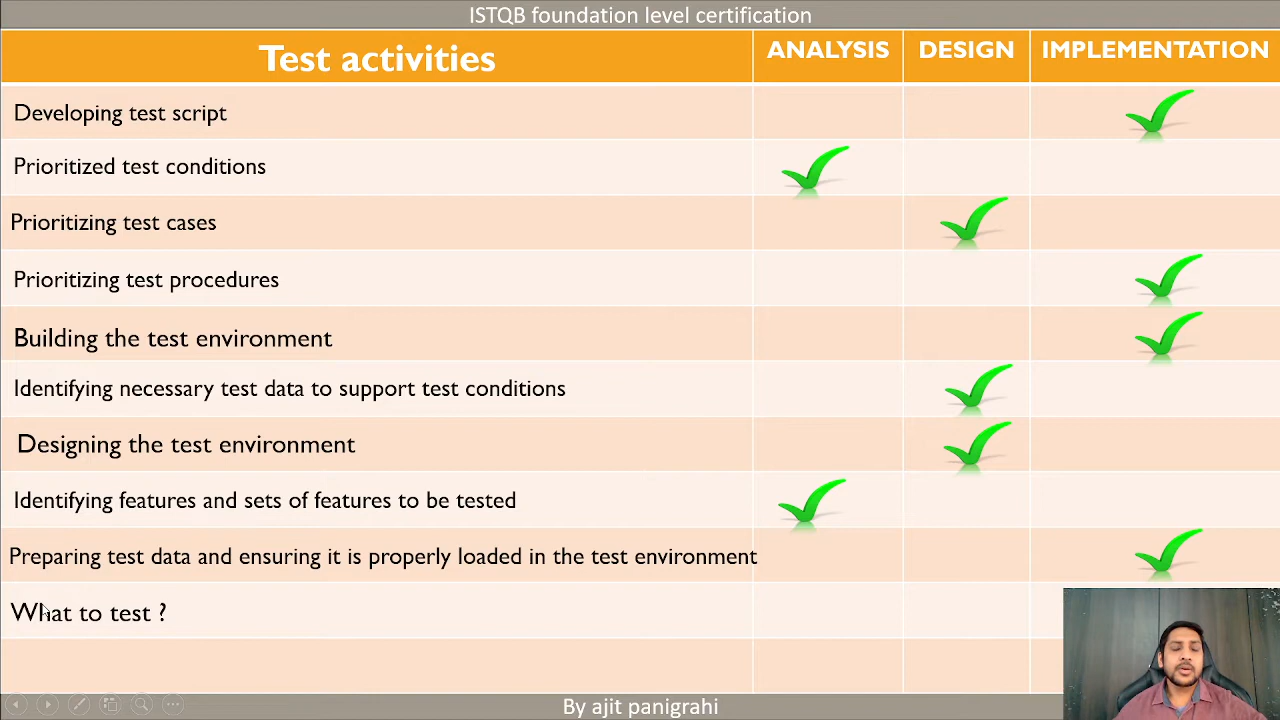 ISTQB foundation level certification
Test activities ANALYSIS DESIGN IMPLEMENTATION
Developing test script
Prioritized test conditions
Prioritizing test cases
Prioritizing test procedures
Building the test environment
Identifying necessary test data to support test conditions
Designing the test environment
Identifying features and sets of features to be tested
Preparing test data and ensuring it is properly loaded in the test environment
What to test ?
By ajit panigrahi